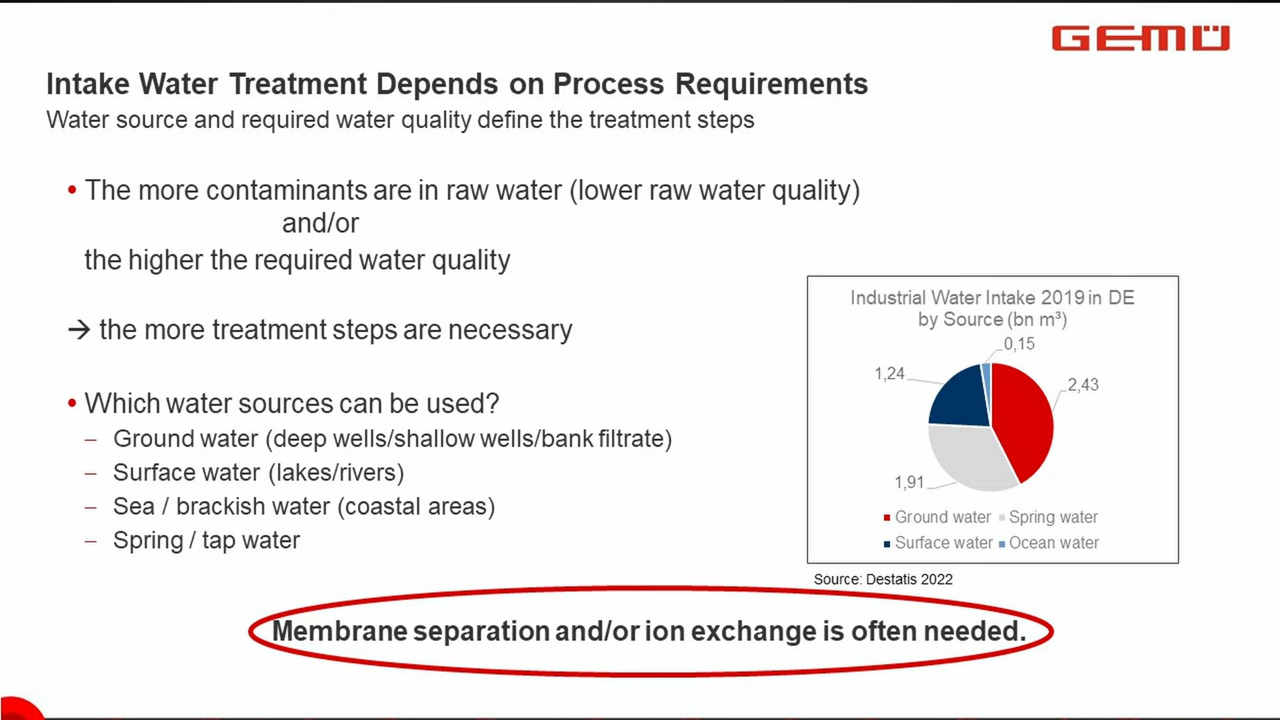 GEMÜ
Intake Water Treatment Depends on Process Requirements
Water source and required water quality define the treatment steps
• The more contaminants are in raw water (lower raw water quality)
and/or
the higher the required water quality
→ the more treatment steps are necessary
• Which water sources can be used?
– Ground water (deep wells/shallow wells/bank filtrate)
– Surface water (lakes/rivers)
– Sea / brackish water (coastal areas)
– Spring / tap water
Industrial Water Intake 2019 in DE
by Source (bn m³)
0,15
1,24
2,43
1,91
Ground water Spring water
Surface water Ocean water
Source: Destatis 2022
Membrane separation and/or ion exchange is often needed.